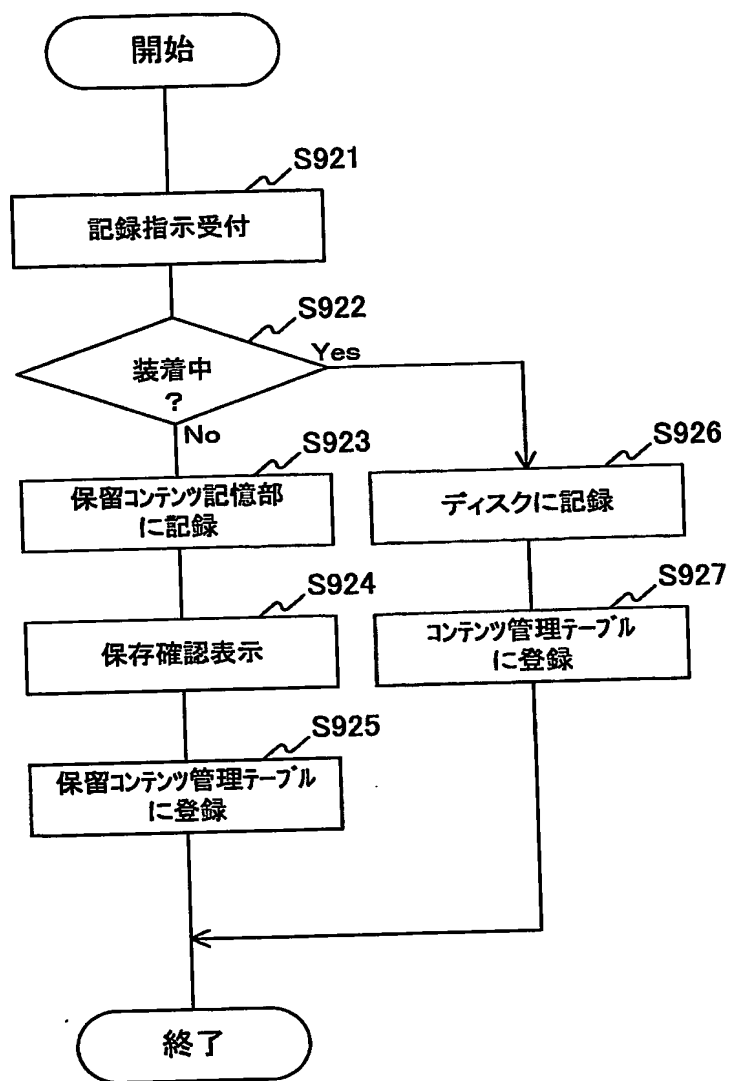 開始
S921
記録指示受付
S922
装着中
?
Yes
No
S923
保留コンテンツ記憶部
に記録
S924
保存確認表示
S925
保留コンテンツ管理テーブル
に登録
S926
ディスクに記録
S927
コンテンツ管理テーブル
に登録
終了